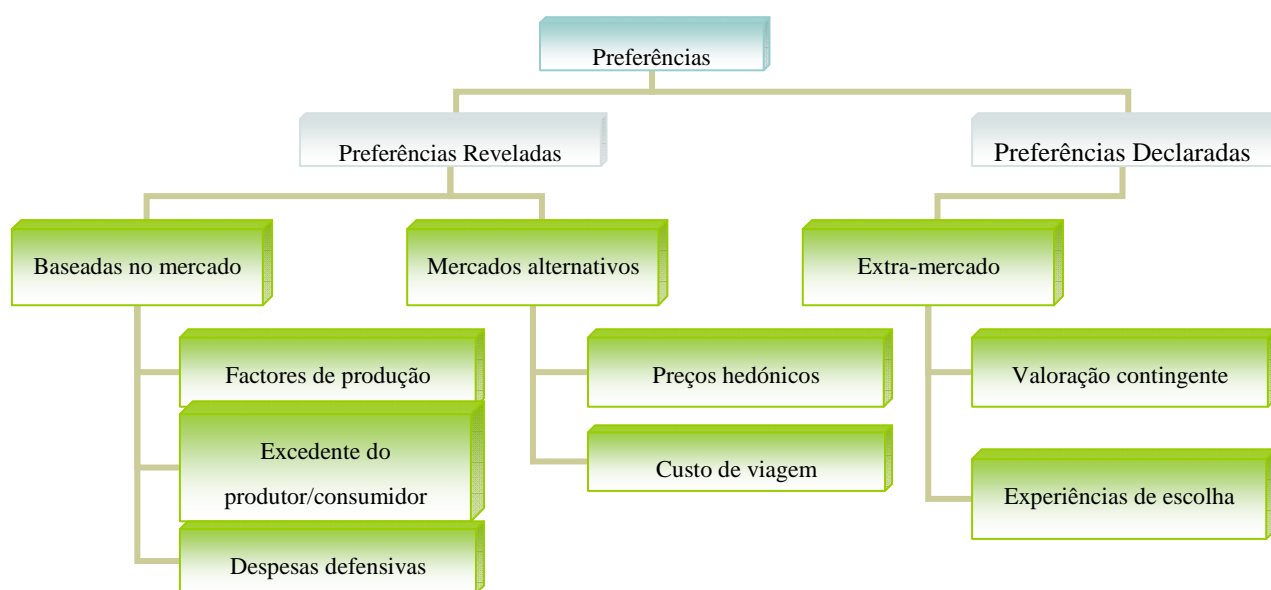 Preferências
Preferências Reveladas
Preferências Declaradas
Baseadas no mercado
Mercados alternativos
Extra-mercado
Factores de produção
Preços hedónicos
Valoração contingente
Excedente do
produtor/consumidor
Custo de viagem
Experiências de escolha
Despesas defensivas